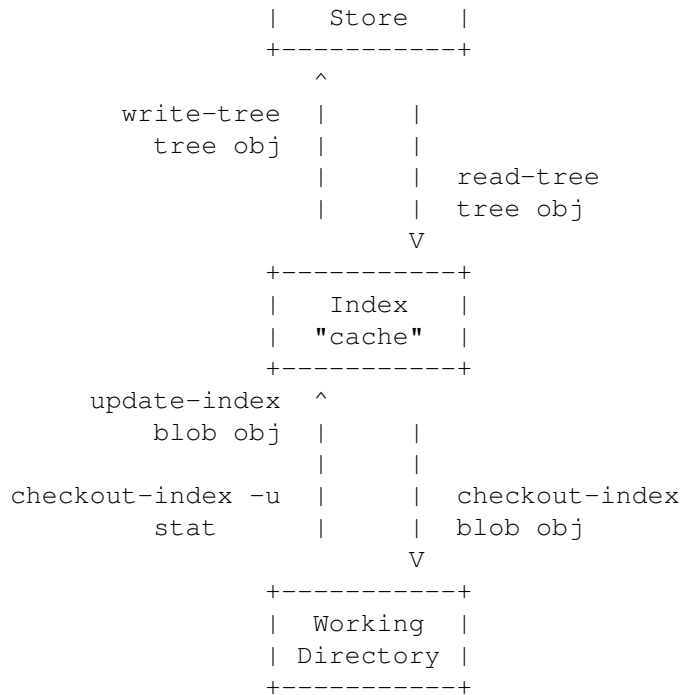 | Store |
+-----------+
^
write-tree | |
tree obj | |
| | read-tree
| | tree obj
V
+-----------+
| Index |
| "cache" |
+-----------+
update-index ^
blob obj | |
| |
checkout-index -u | | checkout-index
stat | | blob obj
V
+-----------+
| Working |
| Directory |
+-----------+